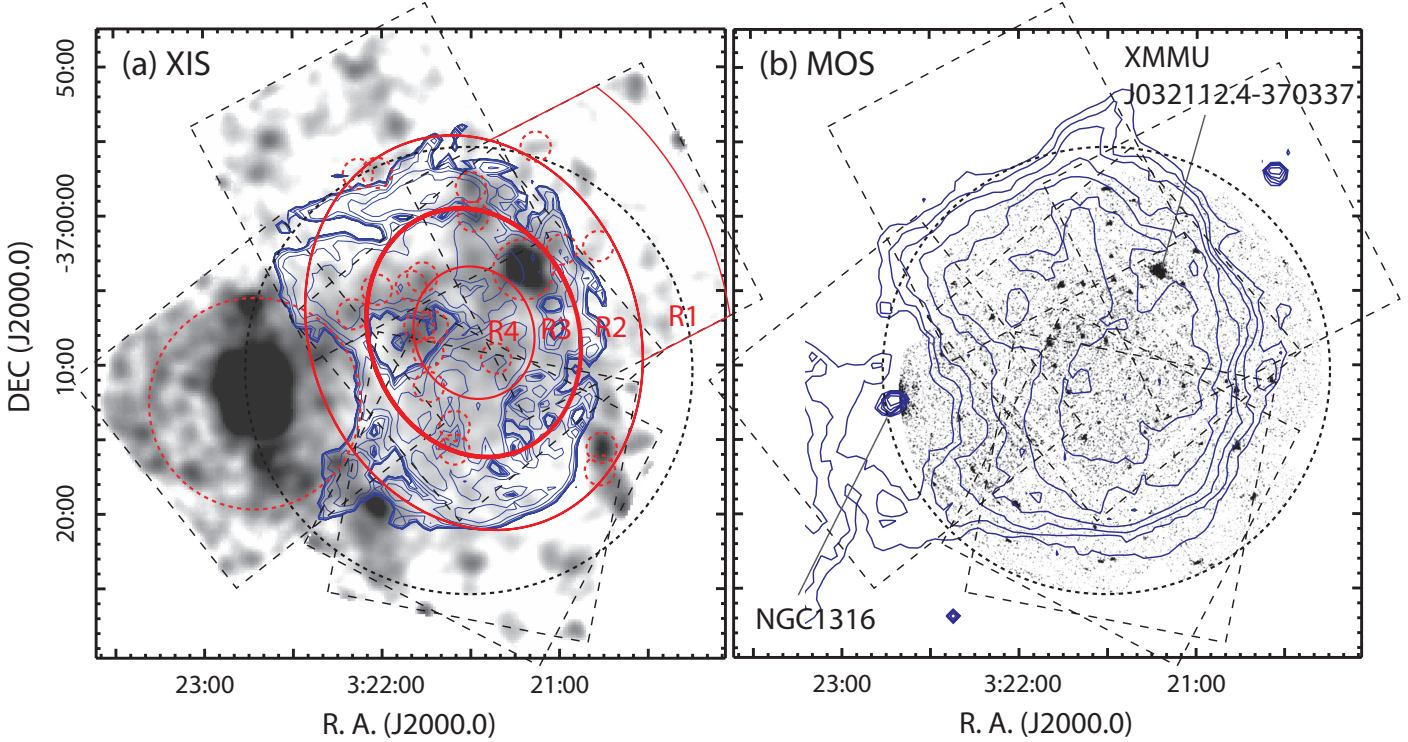 (a) XIS
(b) MOS
XMMU
J032112.4-370337
50:00
-37:00:00
10:00
20:00
DEC (J2000.0)
R4
R3
R2
R1
NGC1316
23:00
3:22:00
21:00
23:00
3:22:00
21:00
R. A. (J2000.0)
R. A. (J2000.0)